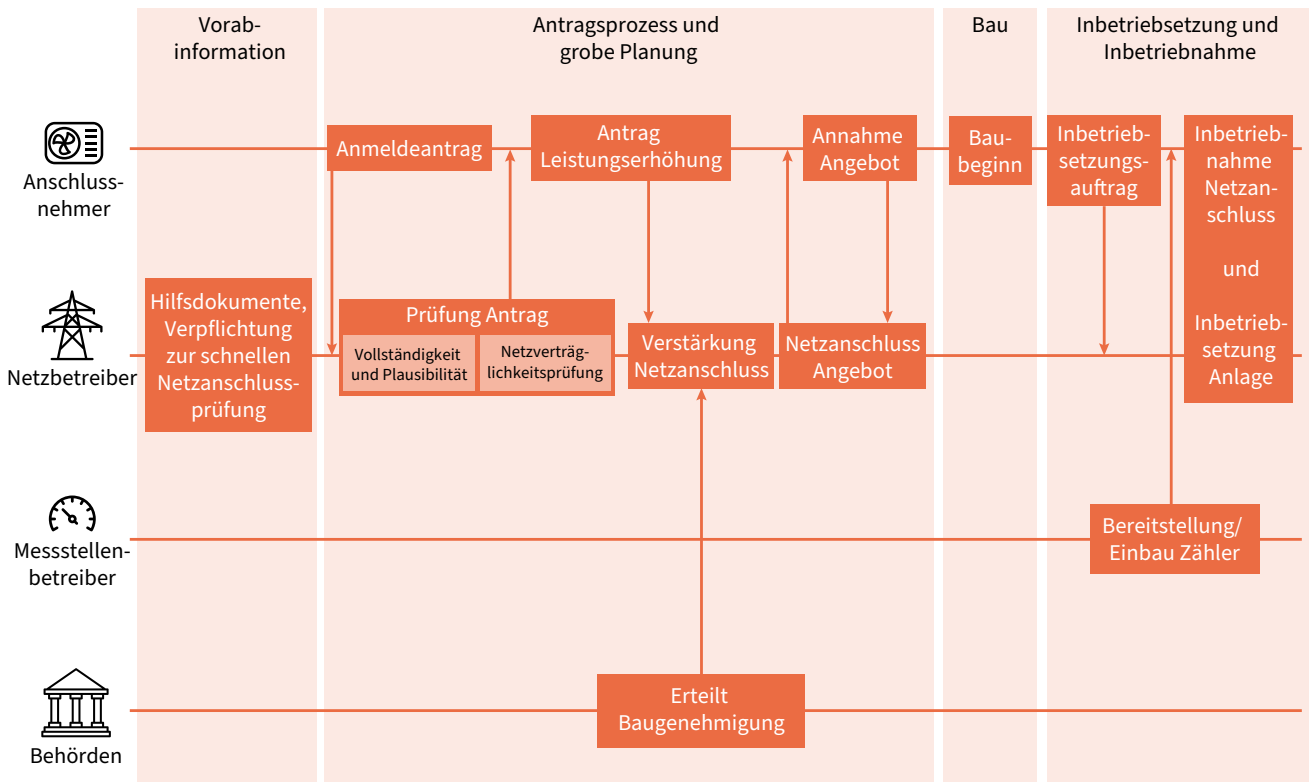 Vorab-
information
Antragsprozess und
grobe Planung
Bau
Inbetriebsetzung und
Inbetriebnahme
Anschluss-
nehmer
Anmeldeantrag
Antrag
Leistungserhöhung
Annahme
Angebot
Bau-
beginn
Inbetrieb-
setzungs-
auftrag
Inbetrieb-
nahme
Netzan-
schluss
und
Inbetrieb-
setzung
Anlage
Netzbetreiber
Hilfsdokumente,
Verpflichtung
zur schnellen
Netzanschluss-
prüfung
Prüfung Antrag
Vollständigkeit
und Plausibilität
Netzverträg-
lichkeitsprüfung
Verstärkung
Netzanschluss
Netzanschluss
Angebot
Messstellen-
betreiber
Bereitstellung/
Einbau Zähler
Behörden
Erteilt
Baugenehmigung